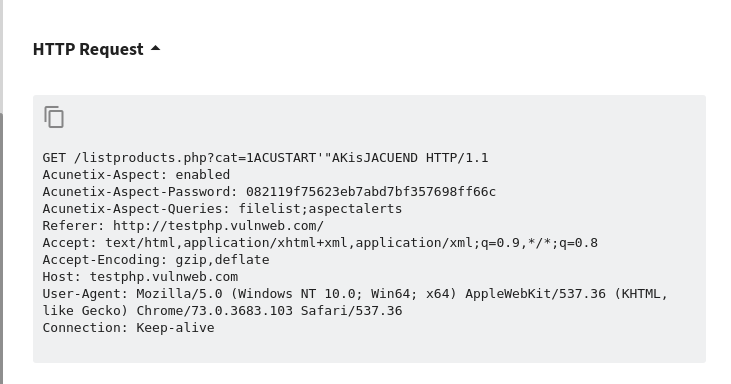 HTTP Request
GET /listproducts.php?cat=1ACUSTART'"AKisJACUEND HTTP/1.1
Acunetix-Aspect: enabled
Acunetix-Aspect-Password: 082119f75623eb7abd7bf357698ff66c
Acunetix-Aspect-Queries: filelist;aspectalerts
Referer: http://testphp.vulnweb.com/
Accept: text/html,application/xhtml+xml,application/xml;q=0.9,*/*;q=0.8
Accept-Encoding: gzip,deflate
Host: testphp.vulnweb.com
User-Agent: Mozilla/5.0 (Windows NT 10.0; Win64; x64) AppleWebKit/537.36 (KHTML,
like Gecko) Chrome/73.0.3683.103 Safari/537.36
Connection: Keep-alive